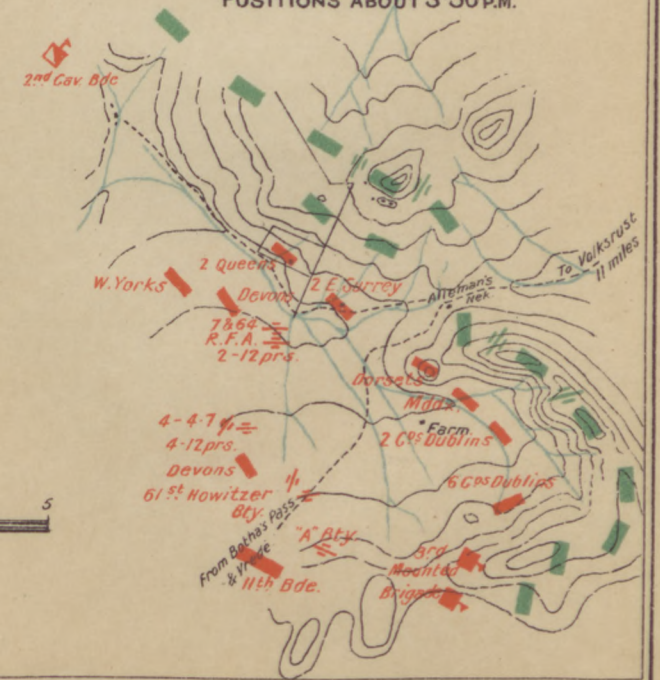 POSITIONS ABOUT 3 30 P.M.
2nd Cav. Bde
To Volksrust
11 miles
2 Queens
W. Yorks
Devons
2 E. Surrey
Alleman's
Nek.
7 & 64
R.F.A.
2-12 prs.
Dorsets
Middx.
Farm.
2 Cos Dublins
4-4·7
4-12 prs.
Devons
61st Howitzer
Bty.
6 Cos Dublins
5
From Botha's Pass
& Vrede
"A" Bty.
11th Bde.
3rd
Mounted
Brigade